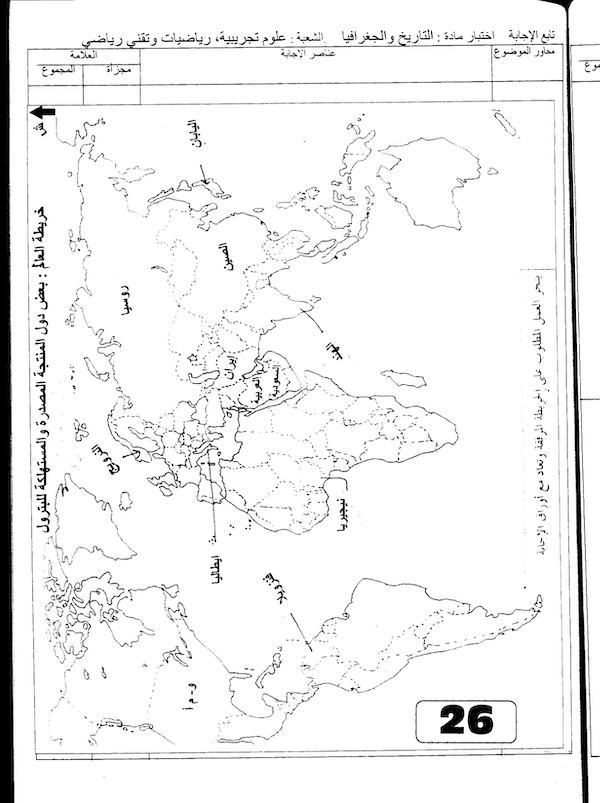 تابع الإجابة اختبار مادة : التاريخ والجغرافيا الشعبة : علوم تجريبية، رياضيات وتقني رياضي
محاور الموضوع
عناصر الإجابة
العلامة
مجزأة
المجموع
ش
خريطة العالم : بعض دول المنتجة المصدرة والمستهلكة للبترول
اليابان
الصين
روسيا
الهند
إيران
العربية
السعودية
النرويج
نيجيريا
ايطاليا
فنزويلا
و-م-أ
ينجز العمل المطلوب على الخريطة المرفقة وتعاد مع أوراق الإجابة
26